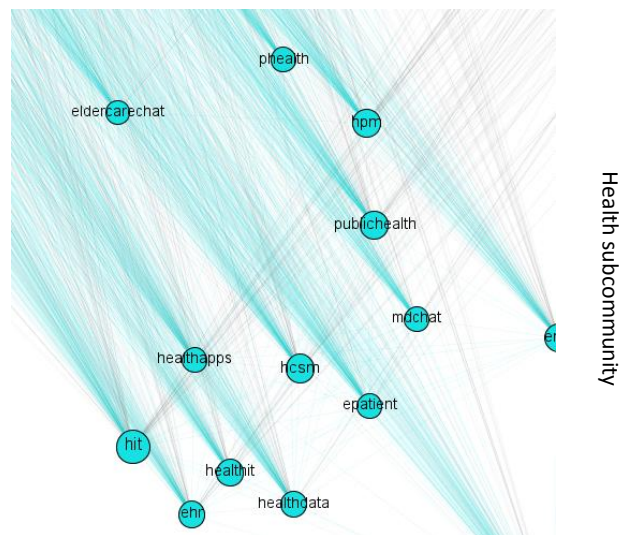 phealth
eldercarechat
hpm
publichealth
mdchat
healthapps
hcsm
epatient
hit
healthit
healthdata
ehr
Health subcommunity